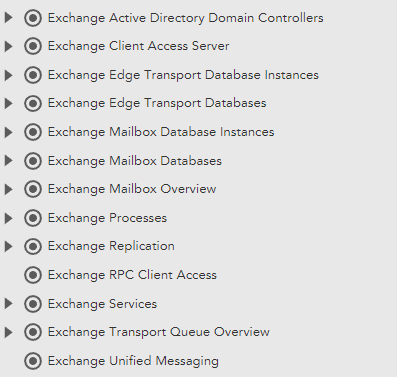 Exchange Active Directory Domain Controllers
Exchange Client Access Server
Exchange Edge Transport Database Instances
Exchange Edge Transport Databases
Exchange Mailbox Database Instances
Exchange Mailbox Databases
Exchange Mailbox Overview
Exchange Processes
Exchange Replication
Exchange RPC Client Access
Exchange Services
Exchange Transport Queue Overview
Exchange Unified Messaging